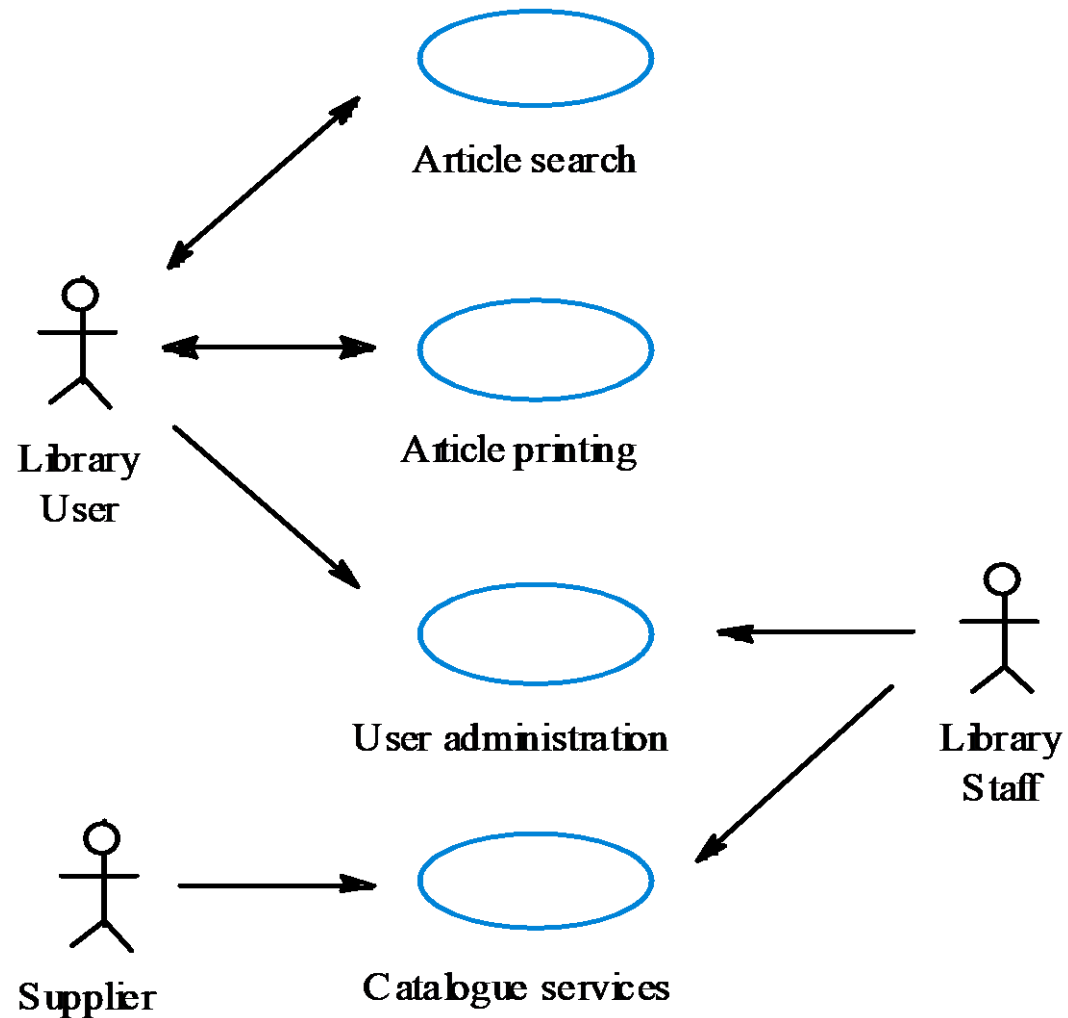 Article search
Article printing
Library
User
User administration
Library
Staff
Catalogue services
Supplier